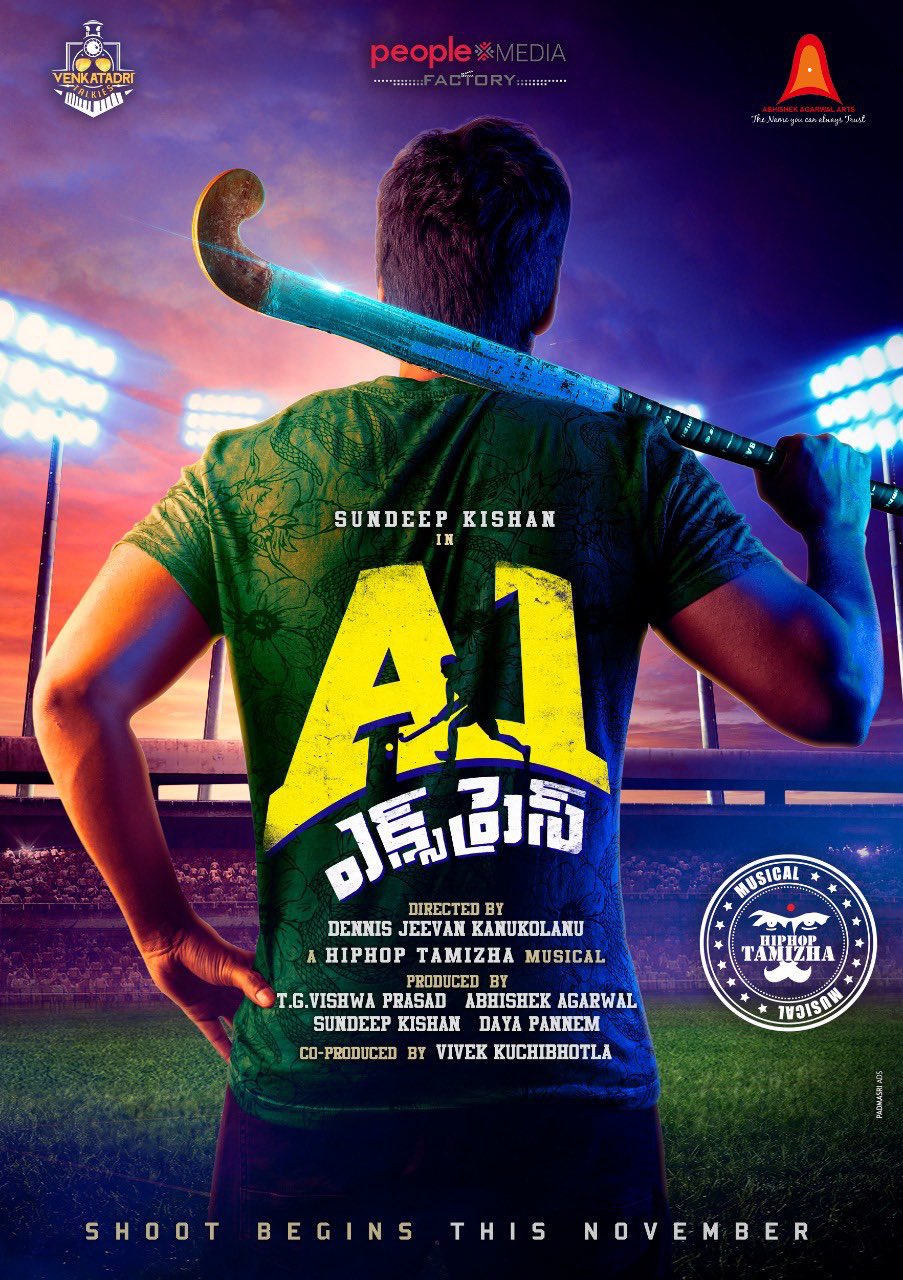 VENKATADRI
TALKIES
people MEDIA
FACTORY
ABHISHEK AGARWAL ARTS
The Name you can always Trust
SUNDEEP KISHAN
IN
A1
ఎక్స్‌ప్రెస్
DIRECTED BY
DENNIS JEEVAN KANUKOLANU
A HIPHOP TAMIZHA MUSICAL
PRODUCED BY
T.G.VISHWA PRASAD ABHISHEK AGARWAL
SUNDEEP KISHAN DAYA PANNEM
CO-PRODUCED BY VIVEK KUCHIBHOTLA
MUSICAL
HIPHOP
TAMIZHA
MUSICAL
PADMASRI ADS
SHOOT BEGINS THIS NOVEMBER